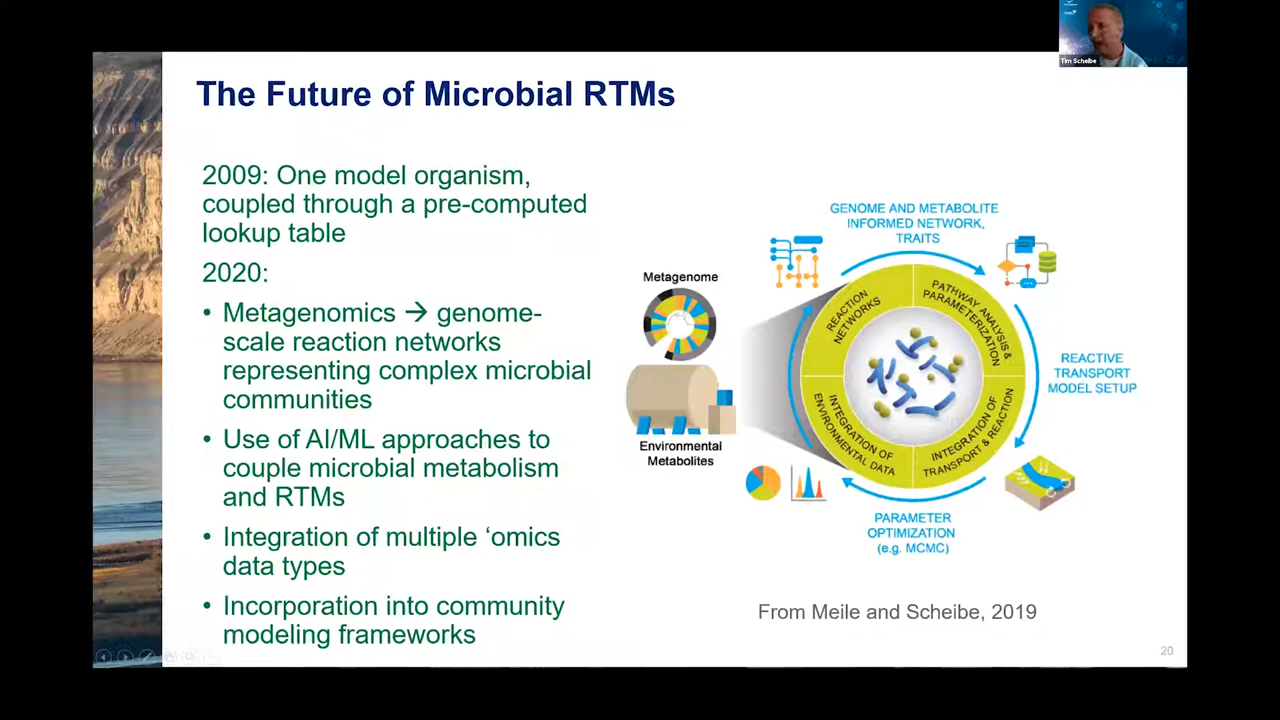 Tim Scheibe
The Future of Microbial RTMs
2009: One model organism,
coupled through a pre-computed
lookup table
2020:
• Metagenomics → genome-
scale reaction networks
representing complex microbial
communities
• Use of AI/ML approaches to
couple microbial metabolism
and RTMs
• Integration of multiple ‘omics
data types
• Incorporation into community
modeling frameworks
Metagenome
Environmental
Metabolites
GENOME AND METABOLITE
INFORMED NETWORK,
TRAITS
REACTION
NETWORKS
PATHWAY ANALYSIS &
PARAMETERIZATION
REACTIVE
TRANSPORT
MODEL SETUP
INTEGRATION OF
TRANSPORT & REACTION
INTEGRATION OF
ENVIRONMENTAL DATA
PARAMETER
OPTIMIZATION
(e.g. MCMC)
From Meile and Scheibe, 2019
20